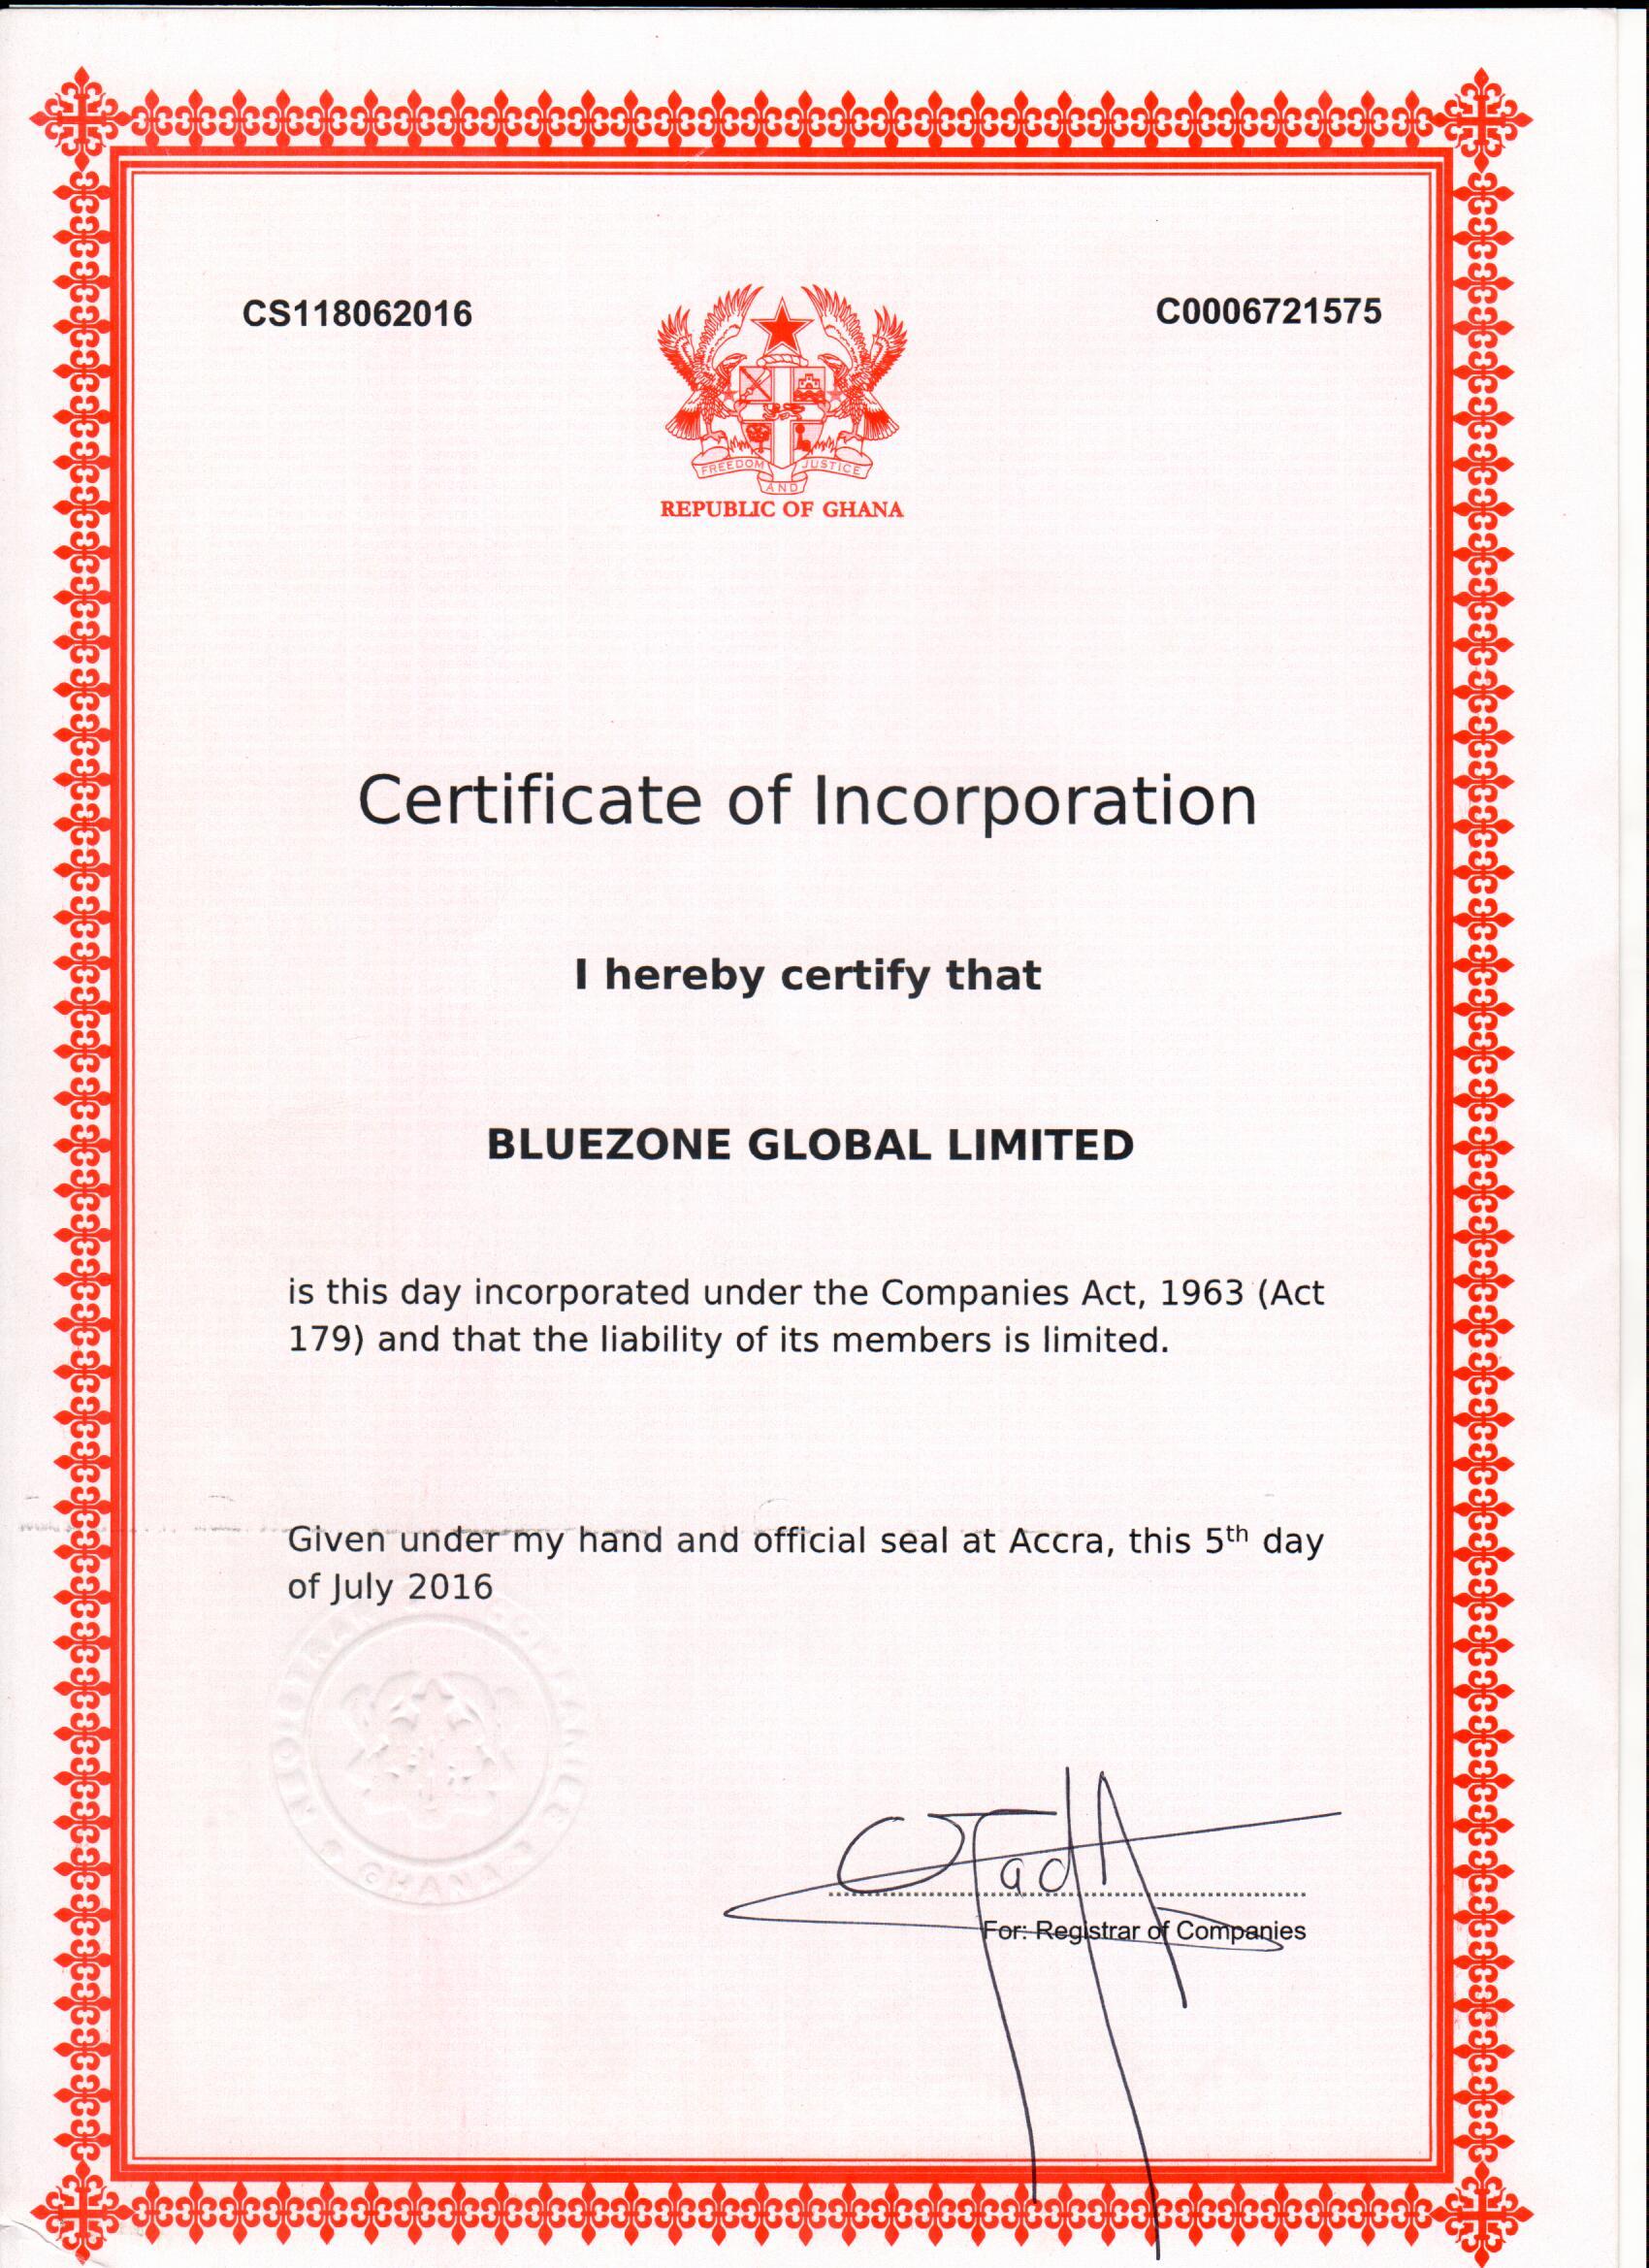 CS118062016
C0006721575
FREEDOM AND JUSTICE
REPUBLIC OF GHANA
Certificate of Incorporation
I hereby certify that
BLUEZONE GLOBAL LIMITED
is this day incorporated under the Companies Act, 1963 (Act
179) and that the liability of its members is limited.
Given under my hand and official seal at Accra, this 5th day
of July 2016
GHANA
For: Registrar of Companies